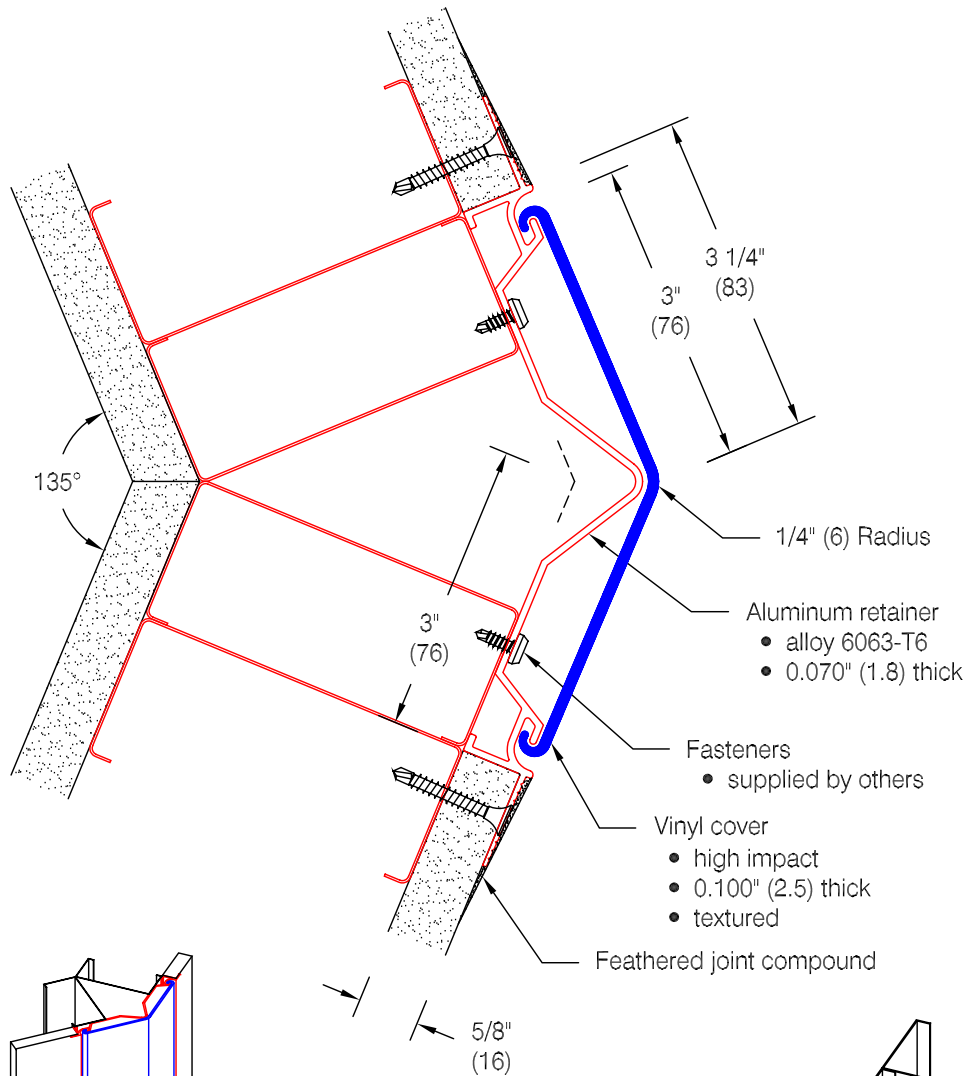 3 1/4"
(83)
3"
(76)
135°
1/4" (6) Radius
Aluminum retainer
• alloy 6063-T6
• 0.070" (1.8) thick
3"
(76)
Fasteners
• supplied by others
Vinyl cover
• high impact
• 0.100" (2.5) thick
• textured
Feathered joint compound
5/8"
(16)